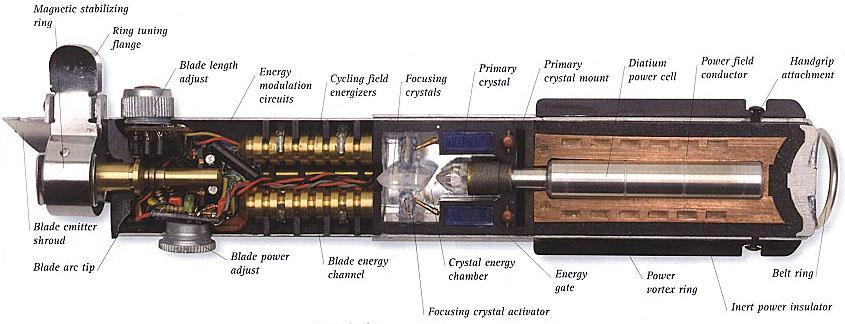 Magnetic stabilizing
ring
Ring tuning
flange
Blade length
adjust
Energy
modulation
circuits
Cycling field
energizers
Focusing
crystals
Primary
crystal
Primary
crystal mount
Diatium
power cell
Power field
conductor
Handgrip
attachment
Blade emitter
shroud
Blade arc tip
Blade power
adjust
Blade energy
channel
Focusing crystal activator
Crystal energy
chamber
Energy
gate
Power
vortex ring
Inert power insulator
Belt ring